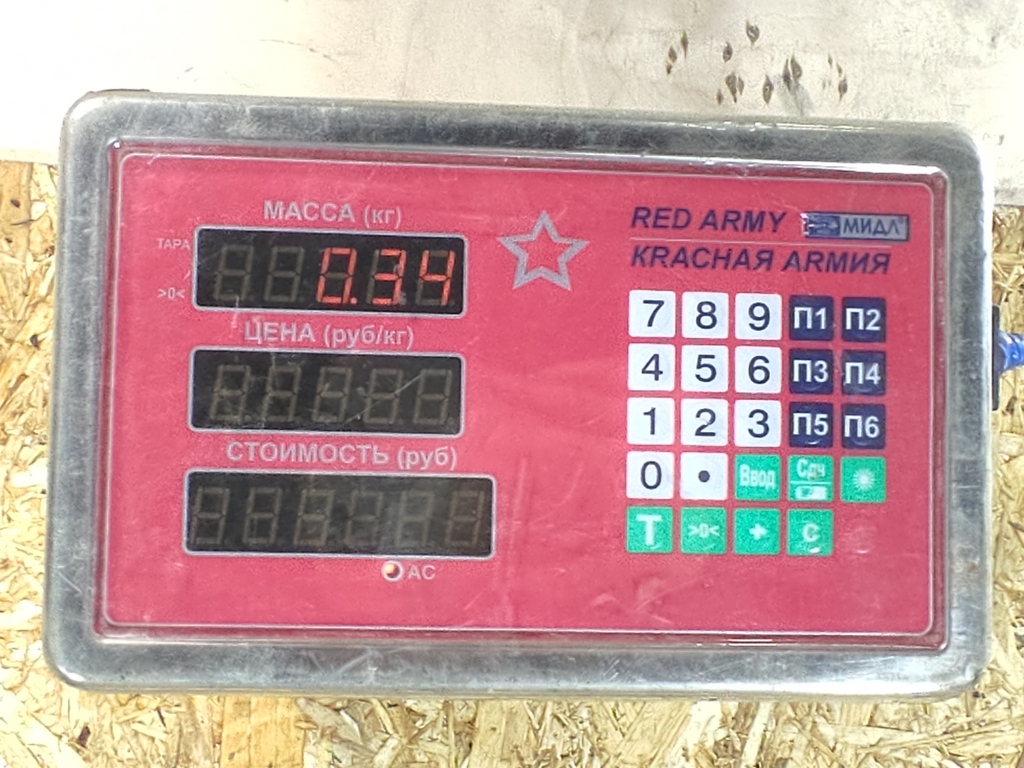 МАССА (кг)
ТАРА
0.34
>0<
ЦЕНА (руб/кг)
СТОИМОСТЬ (руб)
AC
RED ARMY МИДЛ
КRАСНАЯ ARМИЯ
7 8 9 П1 П2
4 5 6 П3 П4
1 2 3 П5 П6
0 • Ввод Сдч
T >0< + C